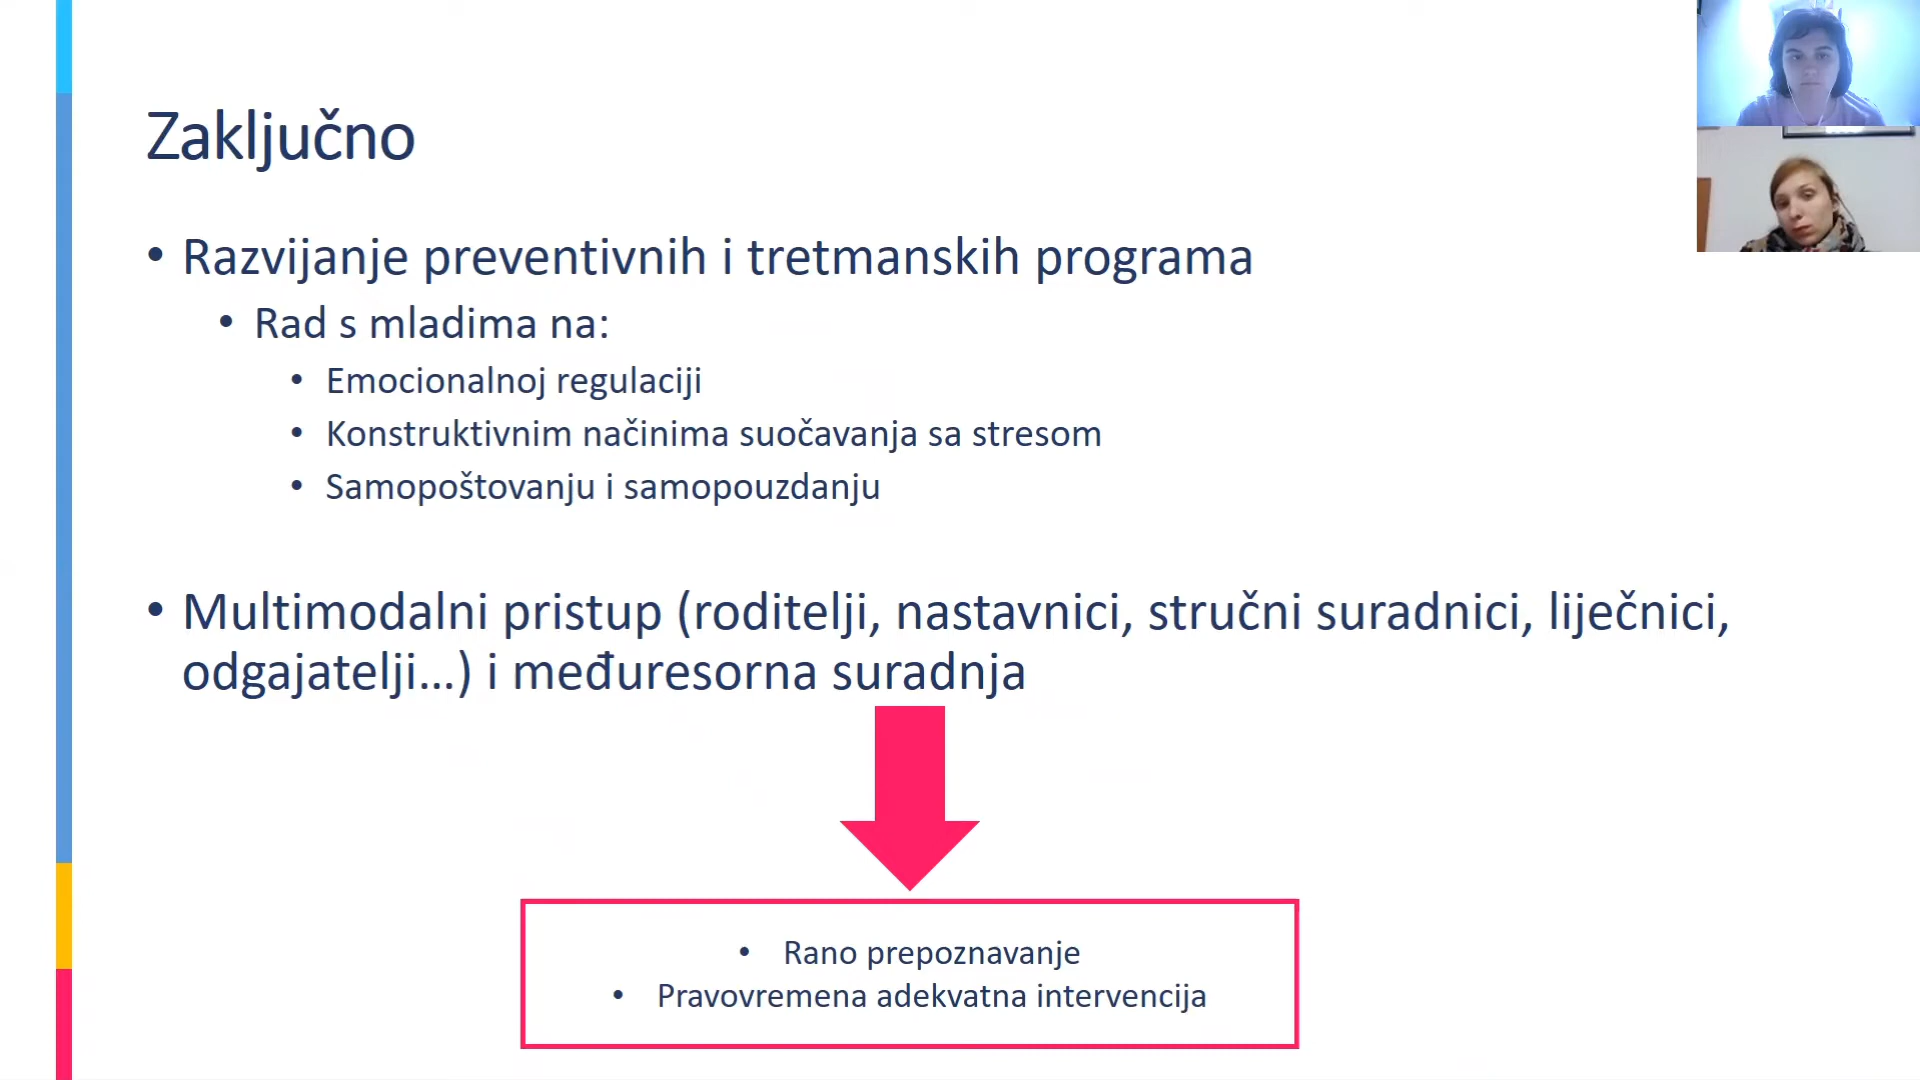 Zaključno
• Razvijanje preventivnih i tretmanskih programa
• Rad s mladima na:
• Emocionalnoj regulaciji
• Konstruktivnim načinima suočavanja sa stresom
• Samopoštovanju i samopouzdanju
• Multimodalni pristup (roditelji, nastavnici, stručni suradnici, liječnici,
odgajatelji...) i međuresorna suradnja
• Rano prepoznavanje
• Pravovremena adekvatna intervencija